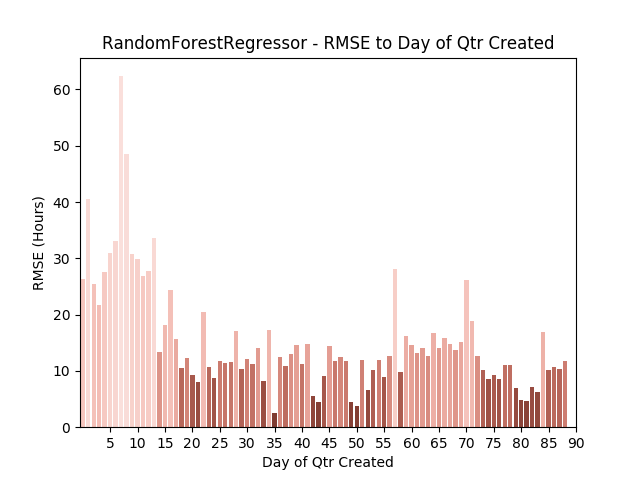 RandomForestRegressor - RMSE to Day of Qtr Created
60
50
40
30
20
10
0
RMSE (Hours)
5 10 15 20 25 30 35 40 45 50 55 60 65 70 75 80 85 90
Day of Qtr Created